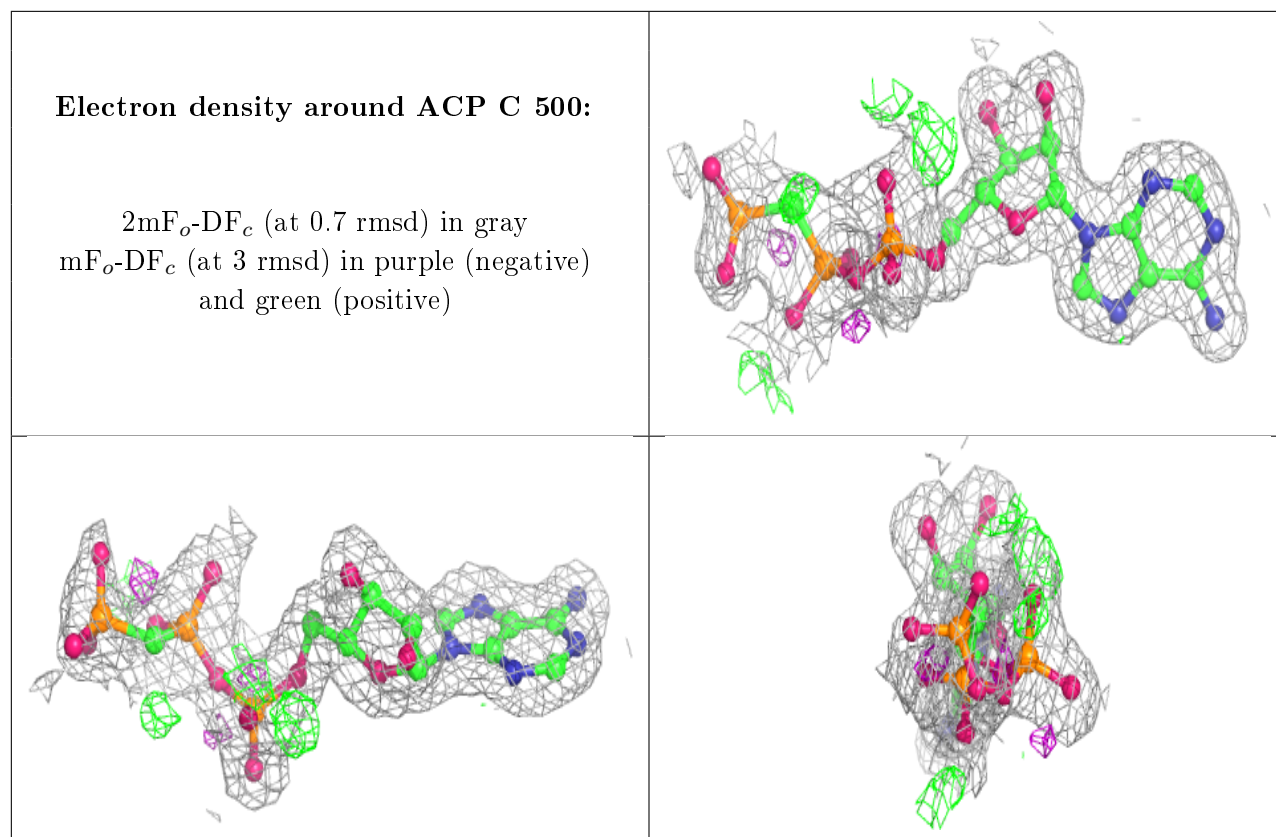 Electron density around ACP C 500:
2mFₒ-DF𝒸 (at 0.7 rmsd) in gray
mFₒ-DF𝒸 (at 3 rmsd) in purple (negative)
and green (positive)